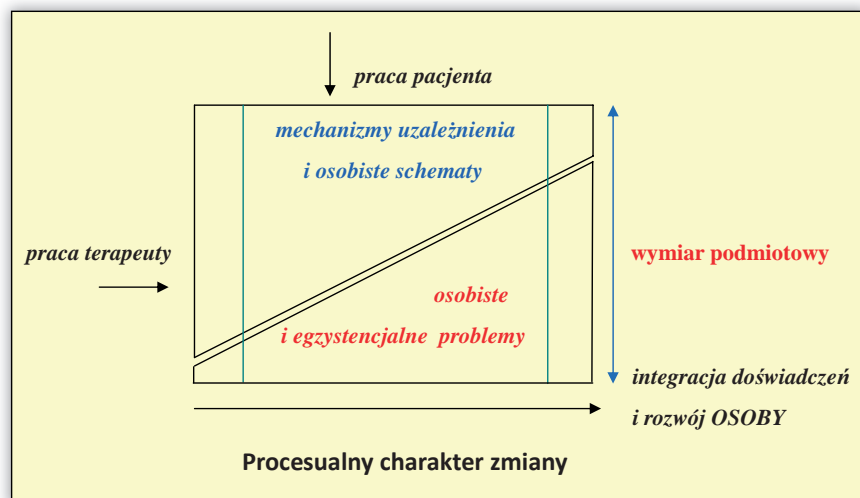 praca pacjenta
mechanizmy uzależnienia
i osobiste schematy
praca terapeuty
wymiar podmiotowy
osobiste
i egzystencjalne problemy
integracja doświadczeń
i rozwój OSOBY
Procesualny charakter zmiany